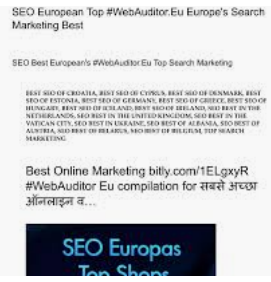 SEO European Top #WebAuditor.Eu Europe's Search
Marketing Best
SEO Best European's #WebAuditor.Eu Top Search Marketing
BEST SEO OF CROATIA, BEST SEO OF CYPRUS, BEST SEO OF DENMARK, BEST
SEO OF ESTONIA, BEST SEO OF GERMANY, BEST SEO OF GREECE, BEST SEO OF
HUNGARY, BEST SEO OF ICELAND, BEST SEO OF IRELAND, SEO BEST IN THE
NETHERLANDS, SEO BEST IN THE UNITED KINGDOM, SEO BEST IN THE
VATICAN CITY, SEO BEST IN UKRAINE, SEO BEST OF ALBANIA, SEO BEST OF
AUSTRIA, SEO BEST OF BELARUS, SEO BEST OF BELGIUM, TOP SEARCH
MARKETING
Best Online Marketing bitly.com/1ELgxyR
#WebAuditor Eu compilation for सबसे अच्छा
ऑनलाइन व...
SEO Europas
Top Shops